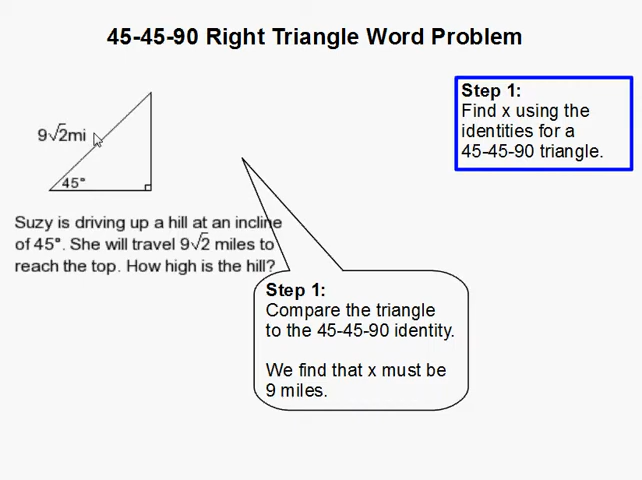 45-45-90 Right Triangle Word Problem
Step 1:
Find x using the
identities for a
45-45-90 triangle.
9√2mi
45°
Suzy is driving up a hill at an incline
of 45°. She will travel 9√2 miles to
reach the top. How high is the hill?
Step 1:
Compare the triangle
to the 45-45-90 identity.
We find that x must be
9 miles.